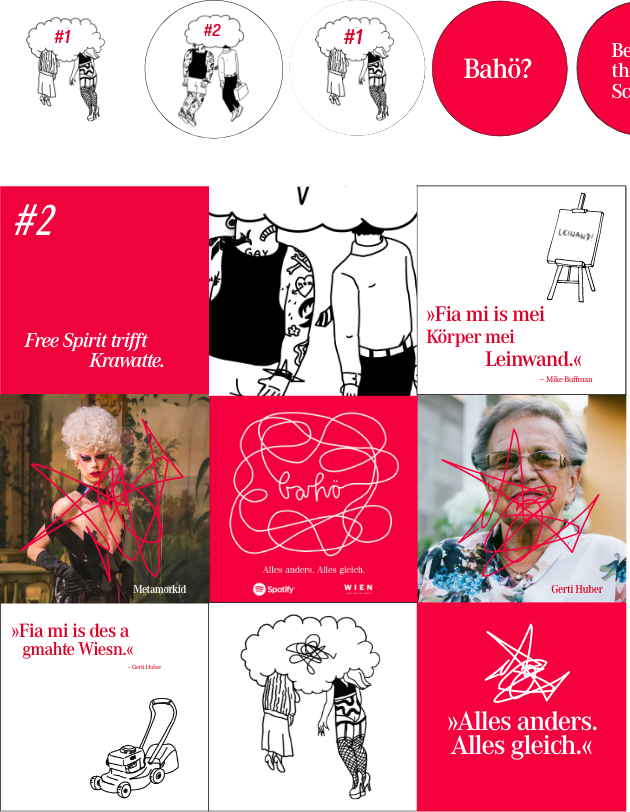 #1
#2
#1
Bahö?
#2
Free Spirit trifft
Krawatte.
GAY
LEINAND!
»Fia mi is mei
Körper mei
Leinwand.«
– Mike Buffman
Metamorkid
bahö
Alles anders. Alles gleich.
Spotify
WIEN
Gerti Huber
»Fia mi is des a
gmahte Wiesn.«
– Gerti Huber
»Alles anders.
Alles gleich.«